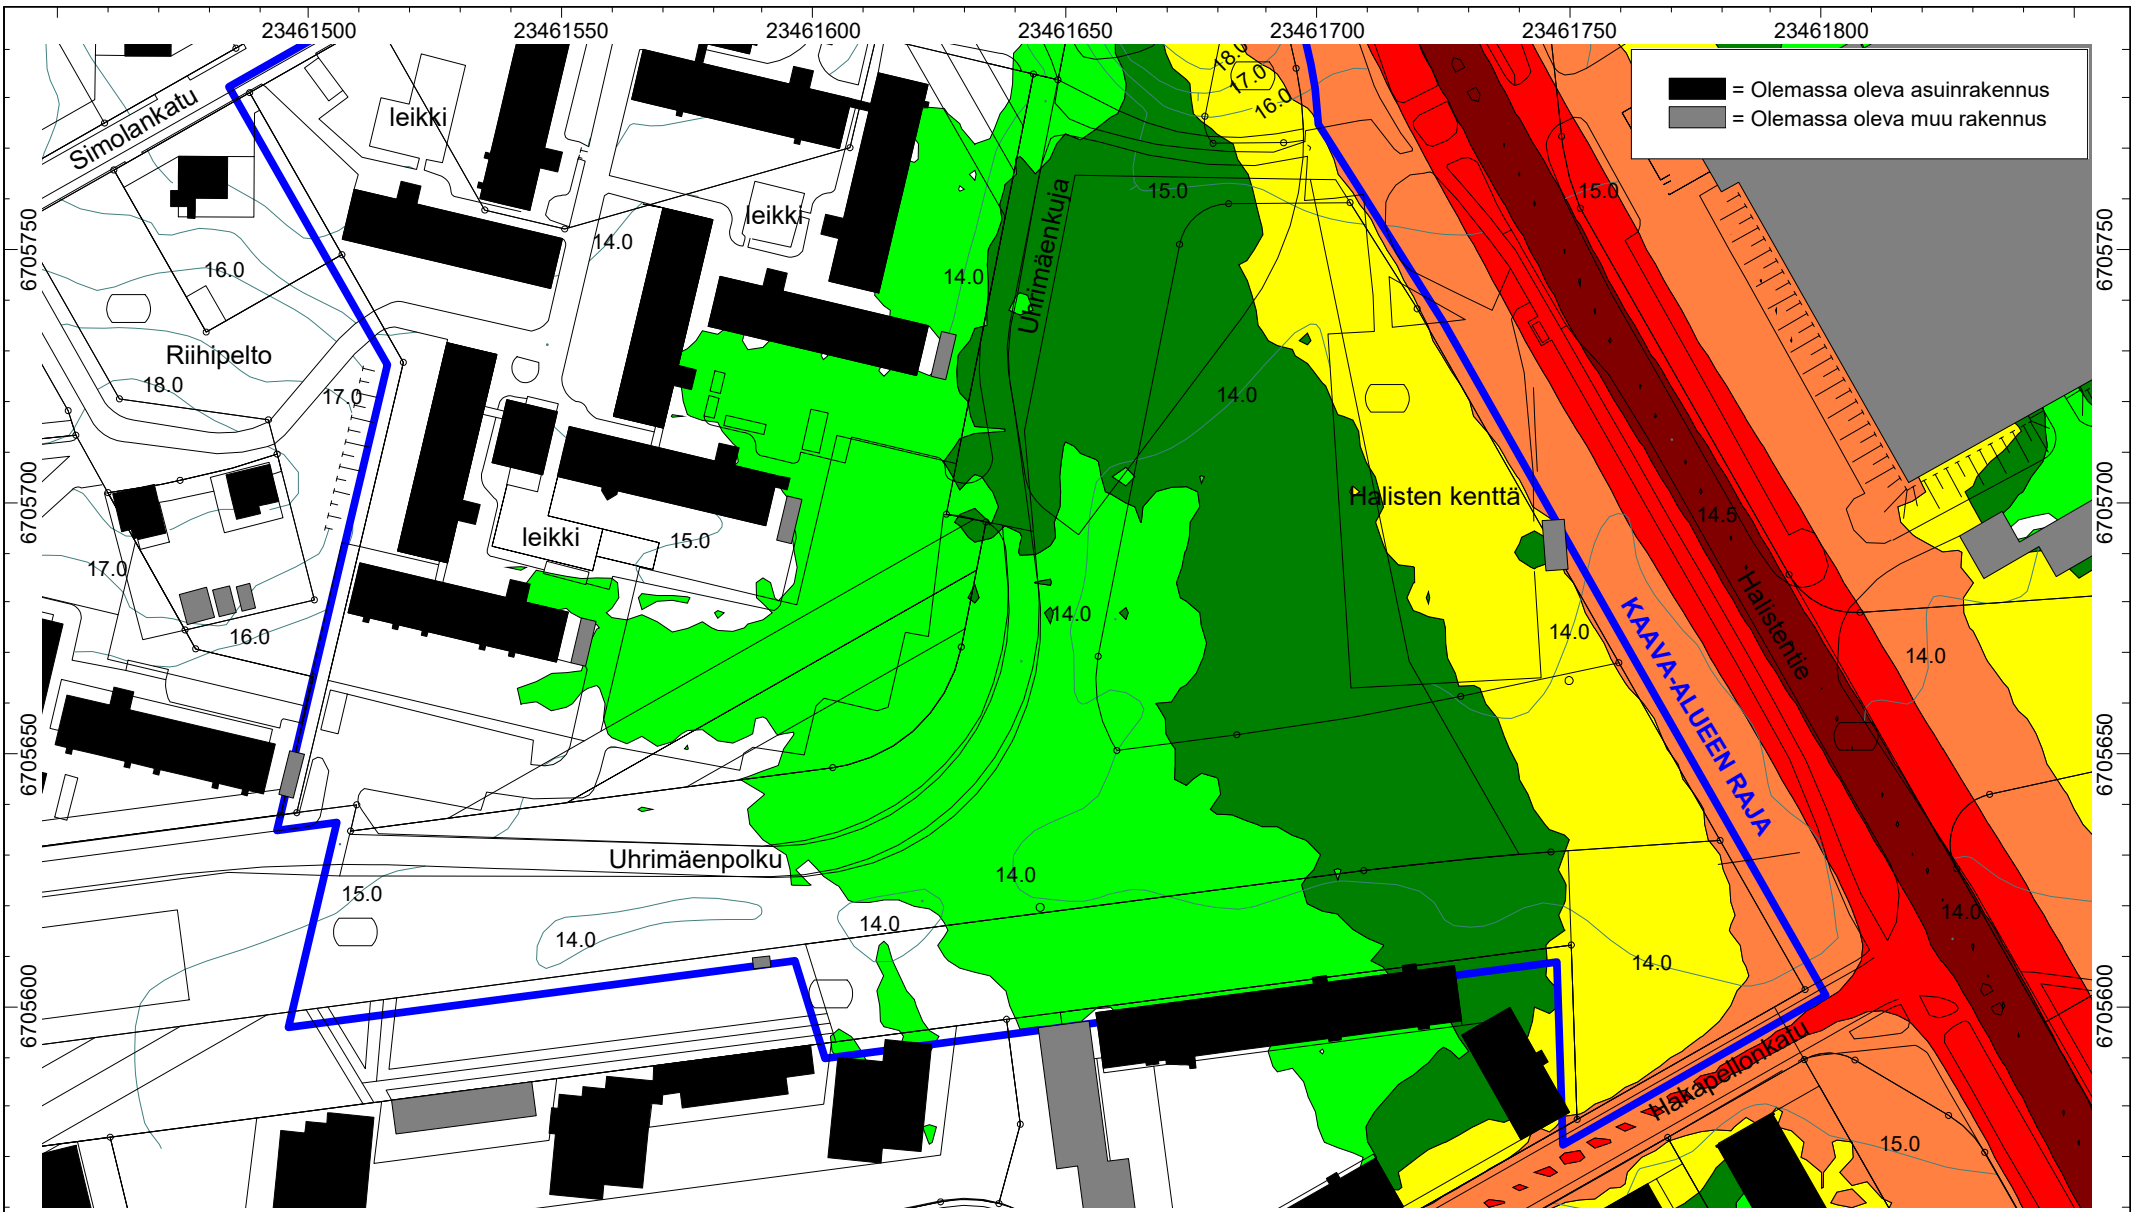 23461500 23461550 23461600 23461650 23461700 23461750 23461800
= Olemassa oleva asuinrakennus
= Olemassa oleva muu rakennus
Simolankatu
leikki
18.0
17.0
16.0
15.0
15.0
leikki
Uhrimäenkuja
6705750
6705750
14.0
16.0
14.0
Riihipelto
18.0
17.0
14.0
6705700
6705700
Halisten kenttä
14.5
leikki
15.0
17.0
Halistentie
14.0
14.0
16.0
14.0
KAAVA-ALUEEN RAJA
6705650
6705650
Uhrimäenpolku
14.0
15.0
14.0
14.0
14.0
14.0
6705600
6705600
Hakapellonkatu
15.0